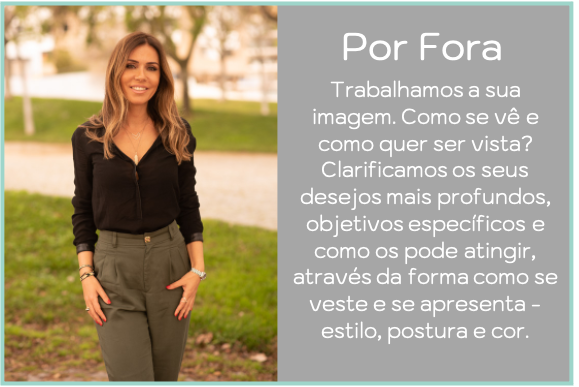 Por Fora
Trabalhamos a sua
imagem. Como se vê e
como quer ser vista?
Clarificamos os seus
desejos mais profundos,
objetivos específicos e
como os pode atingir,
através da forma como se
veste e se apresenta -
estilo, postura e cor.